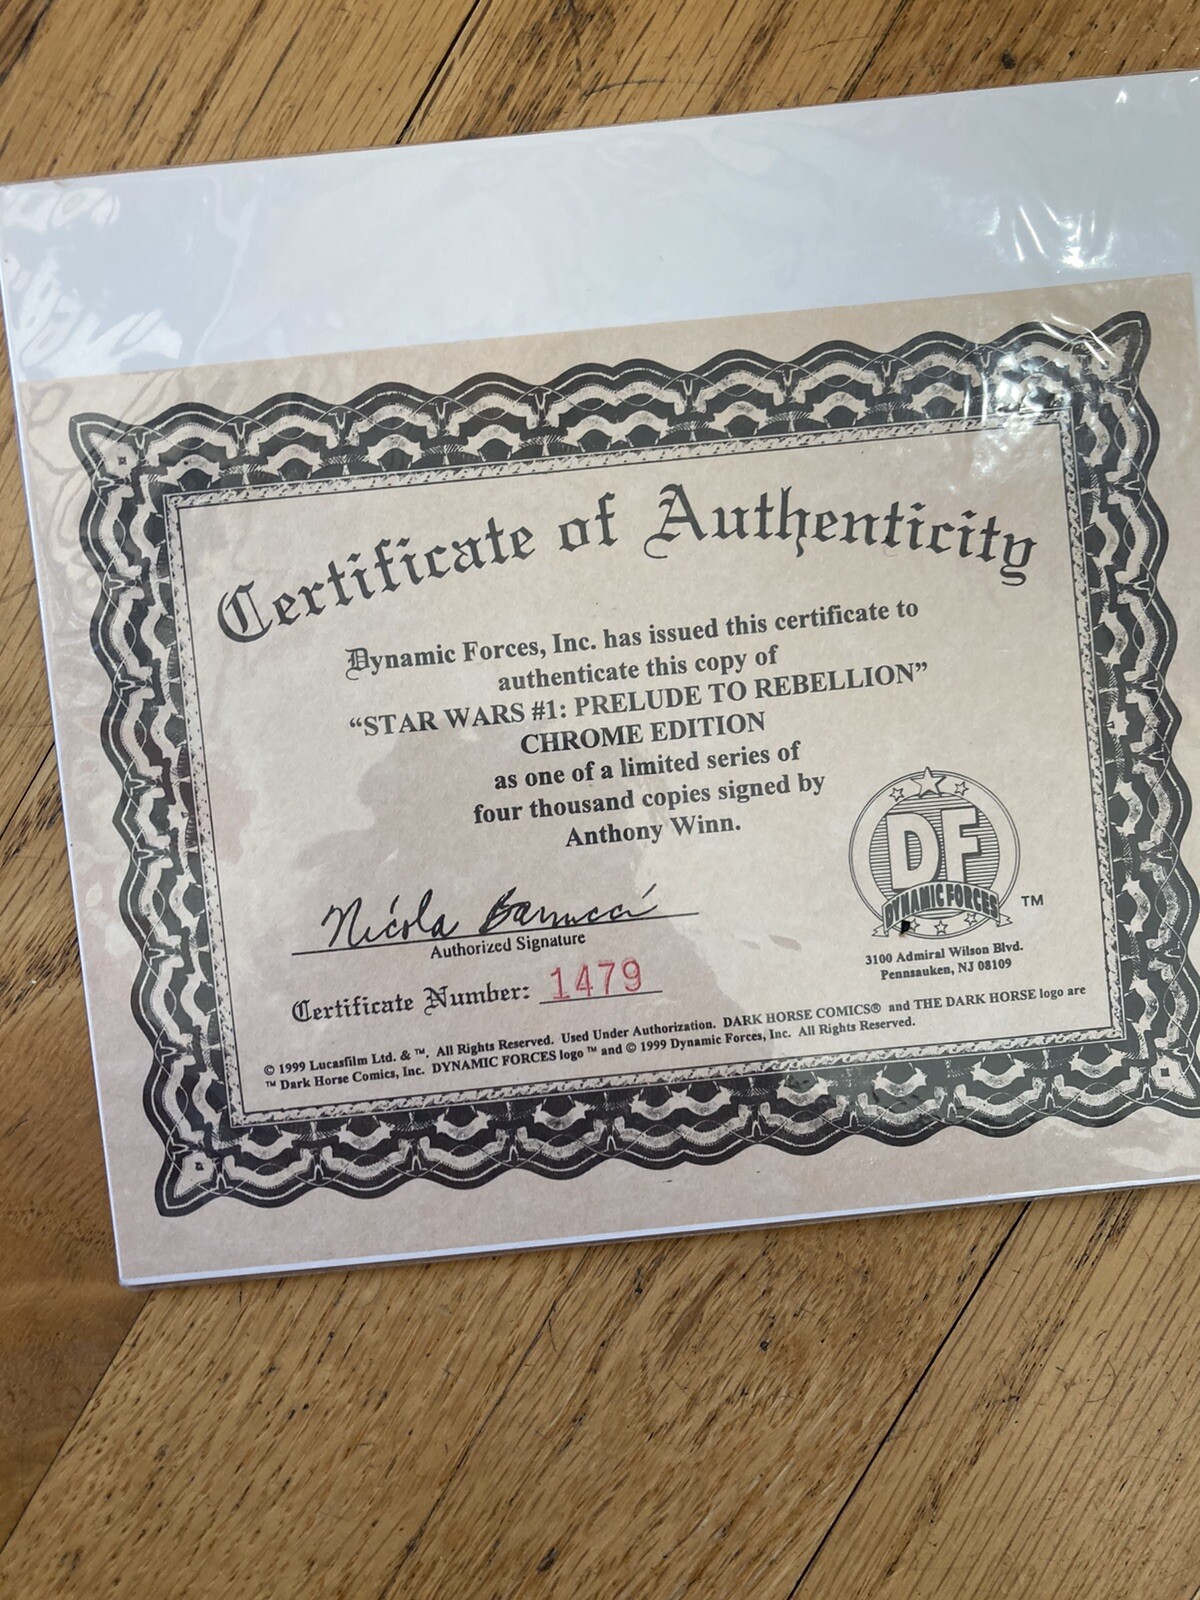 Certificate of Authenticity
Dynamic Forces, Inc. has issued this certificate to
authenticate this copy of
“STAR WARS #1: PRELUDE TO REBELLION”
CHROME EDITION
as one of a limited series of
four thousand copies signed by
Anthony Winn.
DF
DYNAMIC FORCES
TM
3100 Admiral Wilson Blvd.
Pennsauken, NJ 08109
Nicola Barrucci
Authorized Signature
Certificate Number: 1479
© 1999 Lucasfilm Ltd. & ™. All Rights Reserved. Used Under Authorization. DARK HORSE COMICS® and THE DARK HORSE logo are
™ Dark Horse Comics, Inc. DYNAMIC FORCES logo ™ and © 1999 Dynamic Forces, Inc. All Rights Reserved.